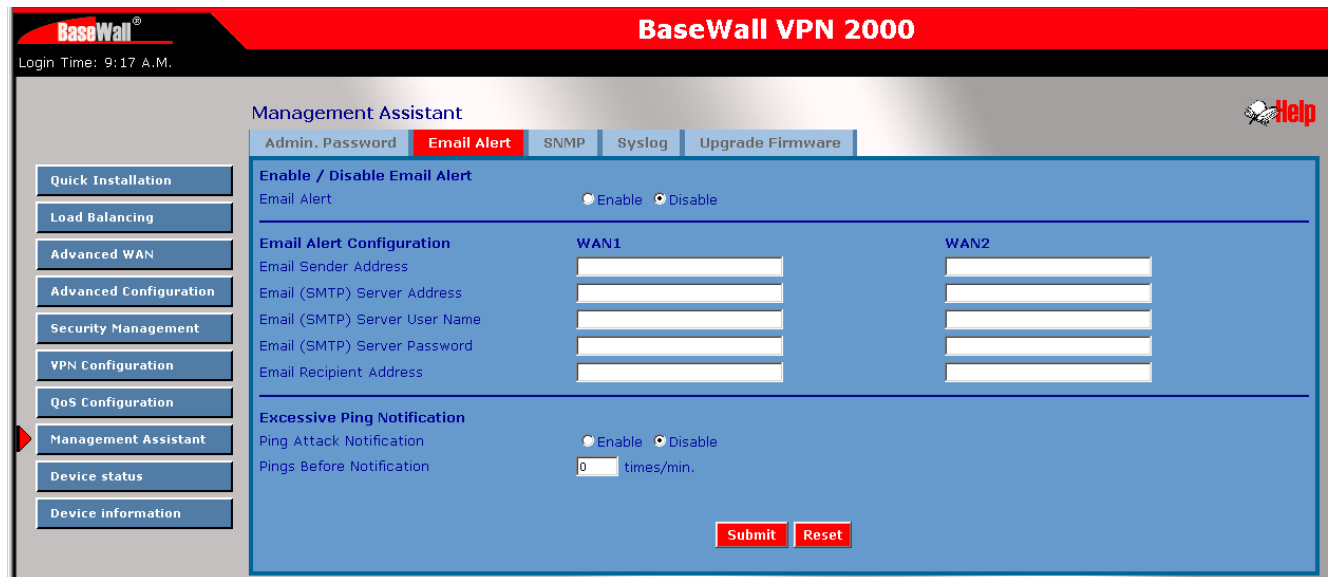 BaseWall®
BaseWall VPN 2000
Login Time: 9:17 A.M.
Management Assistant
Help
Admin. Password Email Alert SNMP Syslog Upgrade Firmware
Quick Installation
Load Balancing
Advanced WAN
Advanced Configuration
Security Management
VPN Configuration
QoS Configuration
Management Assistant
Device status
Device information
Enable / Disable Email Alert
Email Alert Enable Disable
Email Alert Configuration WAN1 WAN2
Email Sender Address
Email (SMTP) Server Address
Email (SMTP) Server User Name
Email (SMTP) Server Password
Email Recipient Address
Excessive Ping Notification
Ping Attack Notification Enable Disable
Pings Before Notification 0 times/min.
Submit Reset